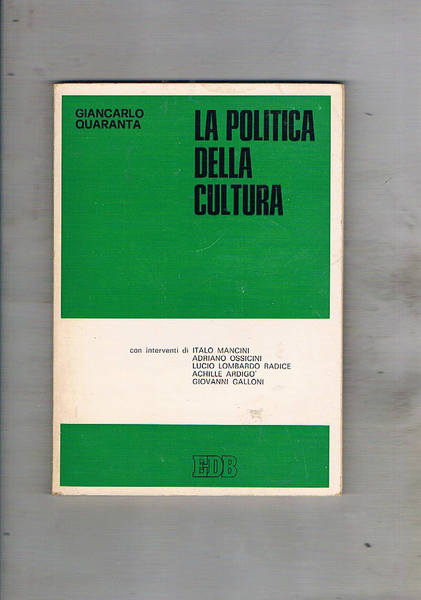 GIANCARLO
QUARANTA
LA POLITICA
DELLA
CULTURA
con interventi di ITALO MANCINI
ADRIANO OSSICINI
LUCIO LOMBARDO RADICE
ACHILLE ARDIGO'
GIOVANNI GALLONI
EDB